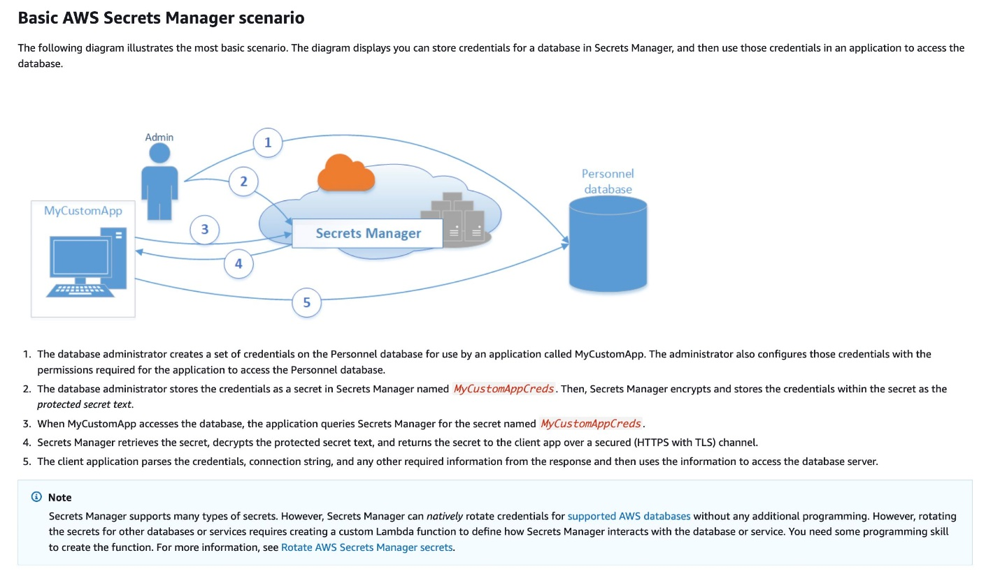 Basic AWS Secrets Manager scenario
The following diagram illustrates the most basic scenario. The diagram displays you can store credentials for a database in Secrets Manager, and then use those credentials in an application to access the
database.
Admin
1
2
Personnel
database
MyCustomApp
3
Secrets Manager
4
5
1. The database administrator creates a set of credentials on the Personnel database for use by an application called MyCustomApp. The administrator also configures those credentials with the
permissions required for the application to access the Personnel database.
2. The database administrator stores the credentials as a secret in Secrets Manager named MyCustomAppCreds. Then, Secrets Manager encrypts and stores the credentials within the secret as the
protected secret text.
3. When MyCustomApp accesses the database, the application queries Secrets Manager for the secret named MyCustomAppCreds.
4. Secrets Manager retrieves the secret, decrypts the protected secret text, and returns the secret to the client app over a secured (HTTPS with TLS) channel.
5. The client application parses the credentials, connection string, and any other required information from the response and then uses the information to access the database server.
Note
Secrets Manager supports many types of secrets. However, Secrets Manager can natively rotate credentials for supported AWS databases without any additional programming. However, rotating
the secrets for other databases or services requires creating a custom Lambda function to define how Secrets Manager interacts with the database or service. You need some programming skill
to create the function. For more information, see Rotate AWS Secrets Manager secrets.